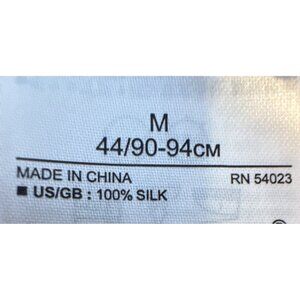 M
44/90-94CM
MADE IN CHINA RN 54023
■ US/GB : 100% SILK